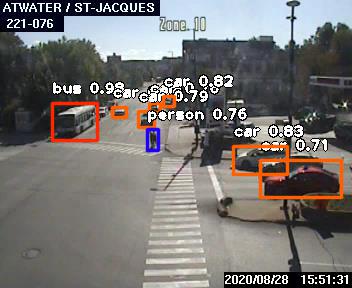 ATWATER / ST-JACQUES
221-076
Zone 10
bus 0.98
car 0.82
car 0.79
person 0.76
car 0.83
car 0.71
2020/08/28 15:51:31